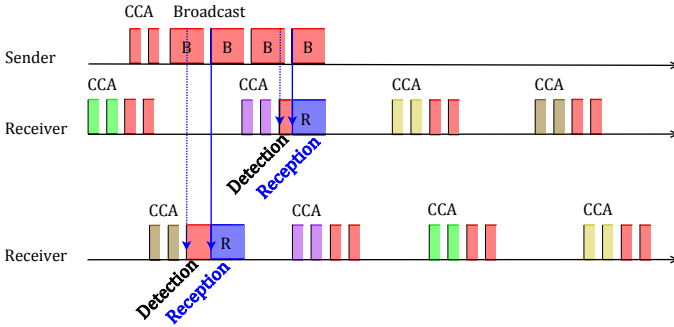 CCA Broadcast
Sender B B B B
CCA CCA CCA CCA
Receiver R
Detection
Reception
CCA CCA CCA CCA
Receiver R
Detection
Reception